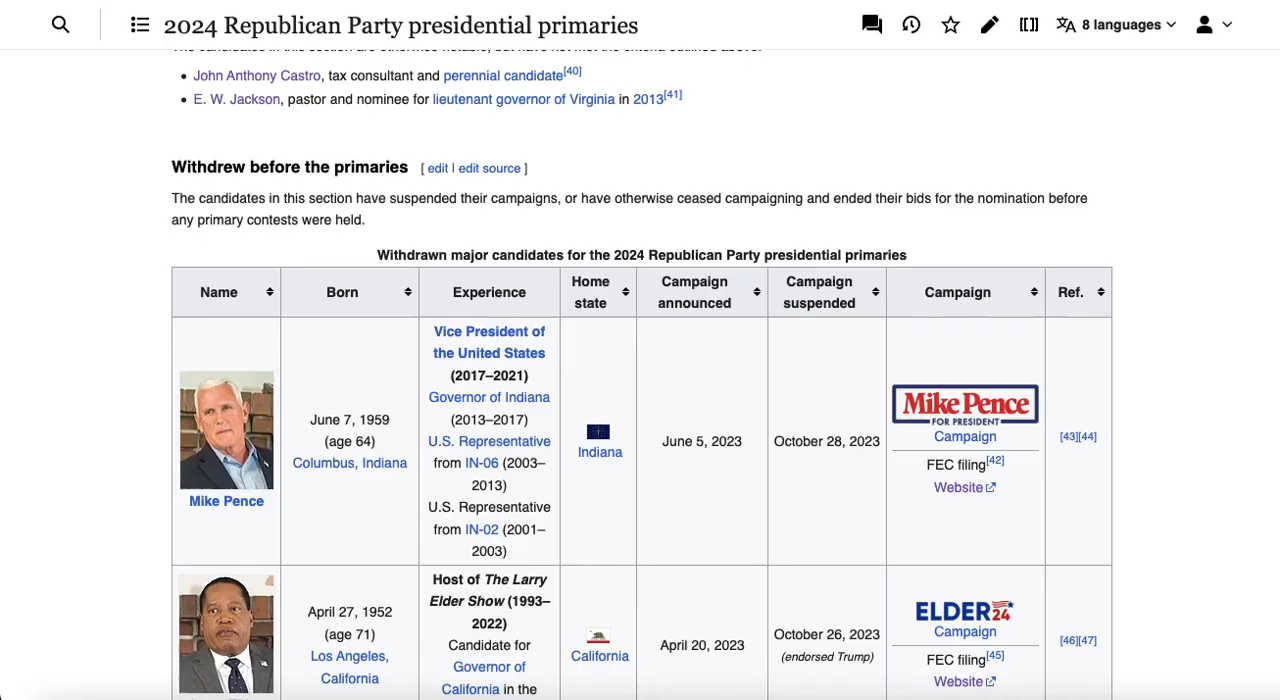 2024 Republican Party presidential primaries
8 languages
John Anthony Castro, tax consultant and perennial candidate[40]
E. W. Jackson, pastor and nominee for lieutenant governor of Virginia in 2013[41]
Withdrew before the primaries [ edit | edit source ]
The candidates in this section have suspended their campaigns, or have otherwise ceased campaigning and ended their bids for the nomination before
any primary contests were held.
Withdrawn major candidates for the 2024 Republican Party presidential primaries
Name
Born
Experience
Home
state
Campaign
announced
Campaign
suspended
Campaign
Ref.
Mike Pence
June 7, 1959
(age 64)
Columbus, Indiana
Vice President of
the United States
(2017–2021)
Governor of Indiana
(2013–2017)
U.S. Representative
from IN-06 (2003–
2013)
U.S. Representative
from IN-02 (2001–
2003)
Indiana
June 5, 2023
October 28, 2023
Mike Pence
FOR PRESIDENT
Campaign
FEC filing[42]
Website
[43][44]
April 27, 1952
(age 71)
Los Angeles,
California
Host of The Larry
Elder Show (1993–
2022)
Candidate for
Governor of
California in the
California
April 20, 2023
October 26, 2023
(endorsed Trump)
ELDER24
Campaign
FEC filing[45]
Website
[46][47]